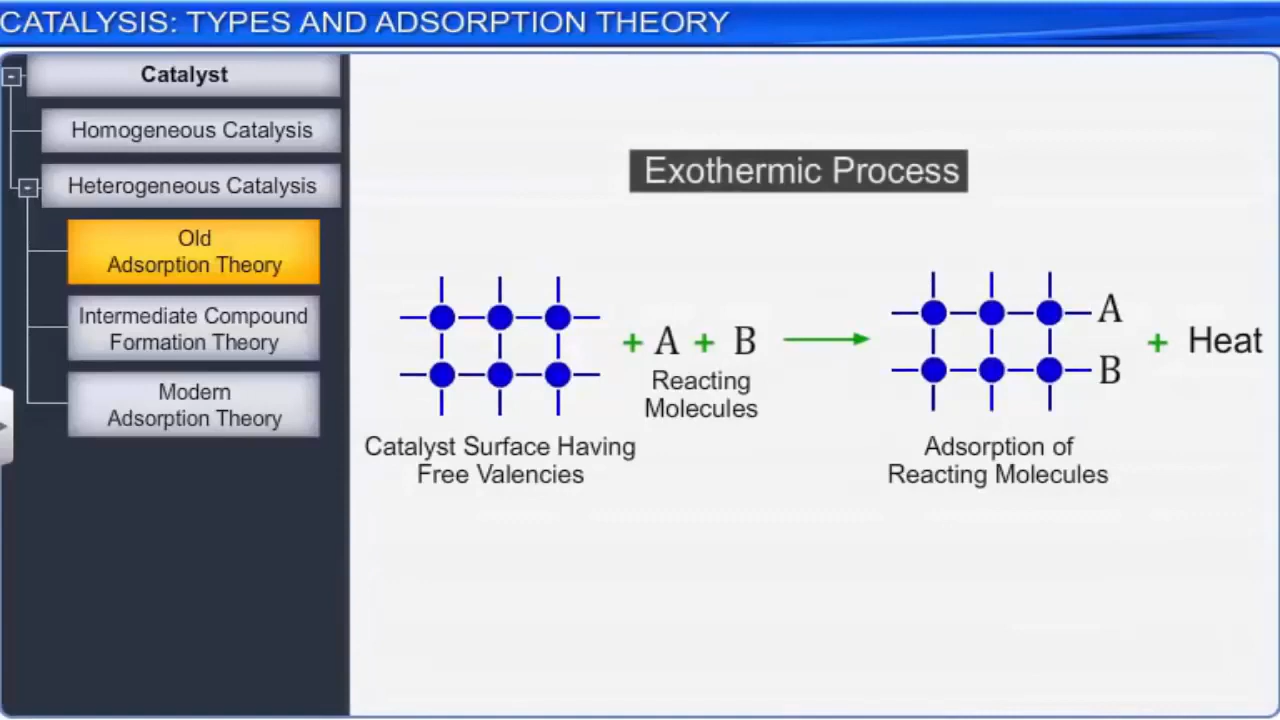 CATALYSIS: TYPES AND ADSORPTION THEORY
Catalyst
Homogeneous Catalysis
Heterogeneous Catalysis
Old
Adsorption Theory
Intermediate Compound
Formation Theory
Modern
Adsorption Theory
Exothermic Process
+ A + B
Reacting
Molecules
Catalyst Surface Having
Free Valencies
A
B
+ Heat
Adsorption of
Reacting Molecules